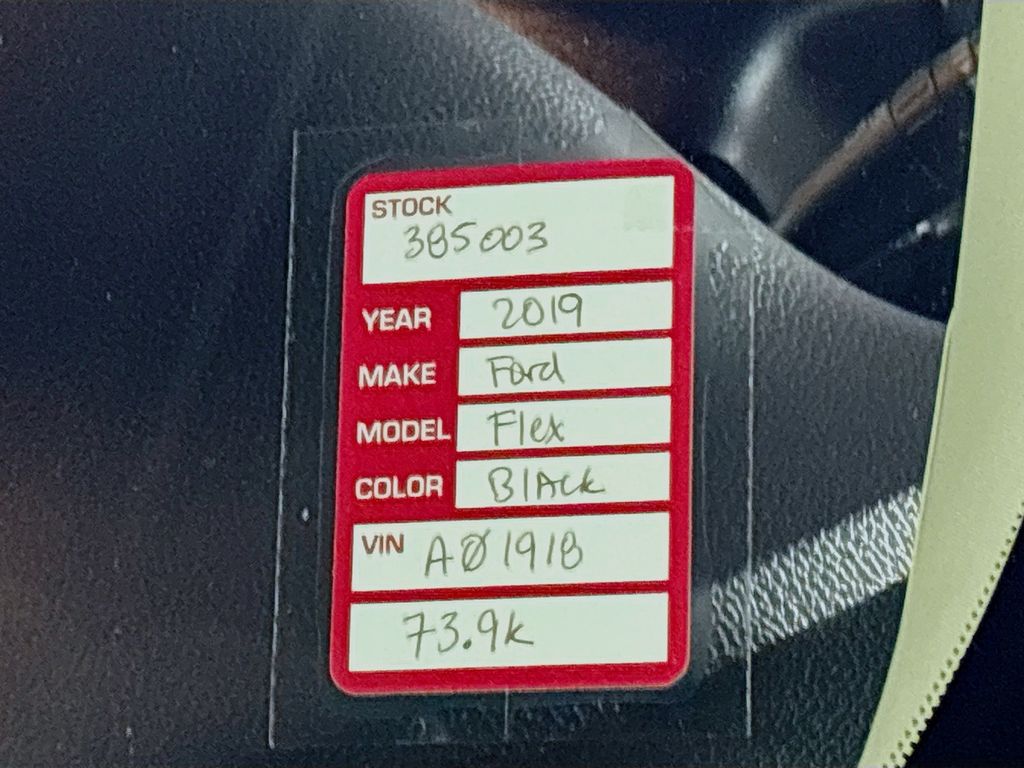 STOCK
385003
YEAR 2019
MAKE Ford
MODEL Flex
COLOR BlAck
VIN AØ1918
73.9k